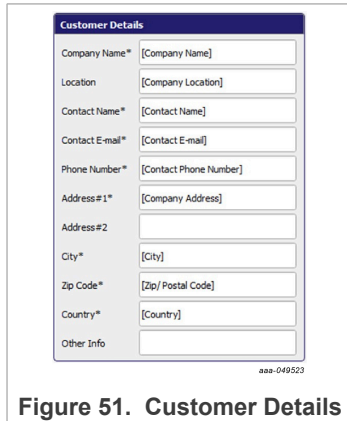 Customer Details
Company Name* [Company Name]
Location [Company Location]
Contact Name* [Contact Name]
Contact E-mail* [Contact E-mail]
Phone Number* [Contact Phone Number]
Address#1* [Company Address]
Address#2
City* [City]
Zip Code* [Zip/Postal Code]
Country* [Country]
Other Info
aaa-049523
Figure 51. Customer Details